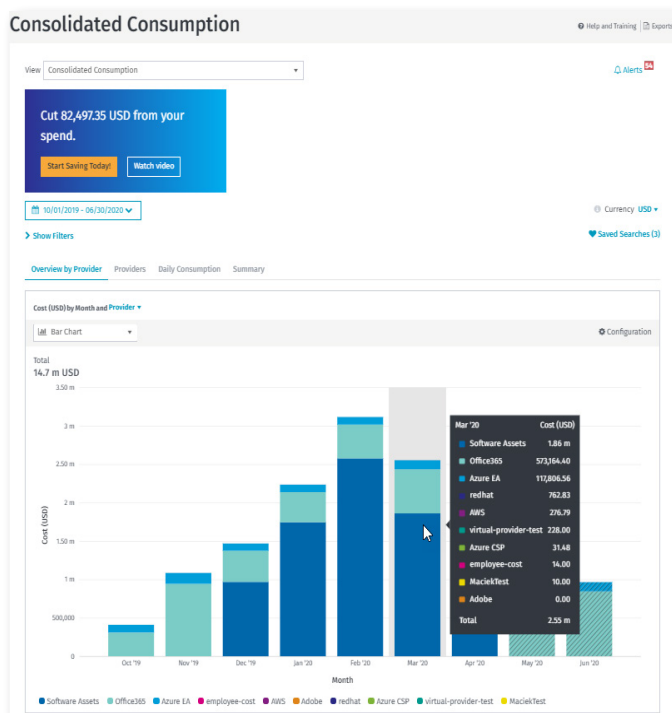 Consolidated Consumption
Help and Training
Exports
View
Consolidated Consumption
Alerts
54
Cut 82,497.35 USD from your
spend.
Start Saving Today!
Watch video
10/01/2019 - 06/30/2020
Currency USD
Show Filters
Saved Searches (3)
Overview by Provider
Providers
Daily Consumption
Summary
Cost (USD) by Month and Provider
Bar Chart
Configuration
Total
14.7 m USD
3.50 m
3 m
2.50 m
2 m
1.50 m
1 m
500,000
0
Cost (USD)
Mar '20 Cost (USD)
Software Assets 1.86 m
Office365 573,164.40
Azure EA 117,806.56
redhat 762.83
AWS 276.79
virtual-provider-test 228.00
Azure CSP 31.48
employee-cost 14.00
MaciekTest 10.00
Adobe 0.00
Total 2.55 m
Oct '19 Nov '19 Dec '19 Jan '20 Feb '20 Mar '20 Apr '20 May '20 Jun '20
Month
Software Assets Office365 Azure EA employee-cost AWS Adobe redhat Azure CSP virtual-provider-test MaciekTest